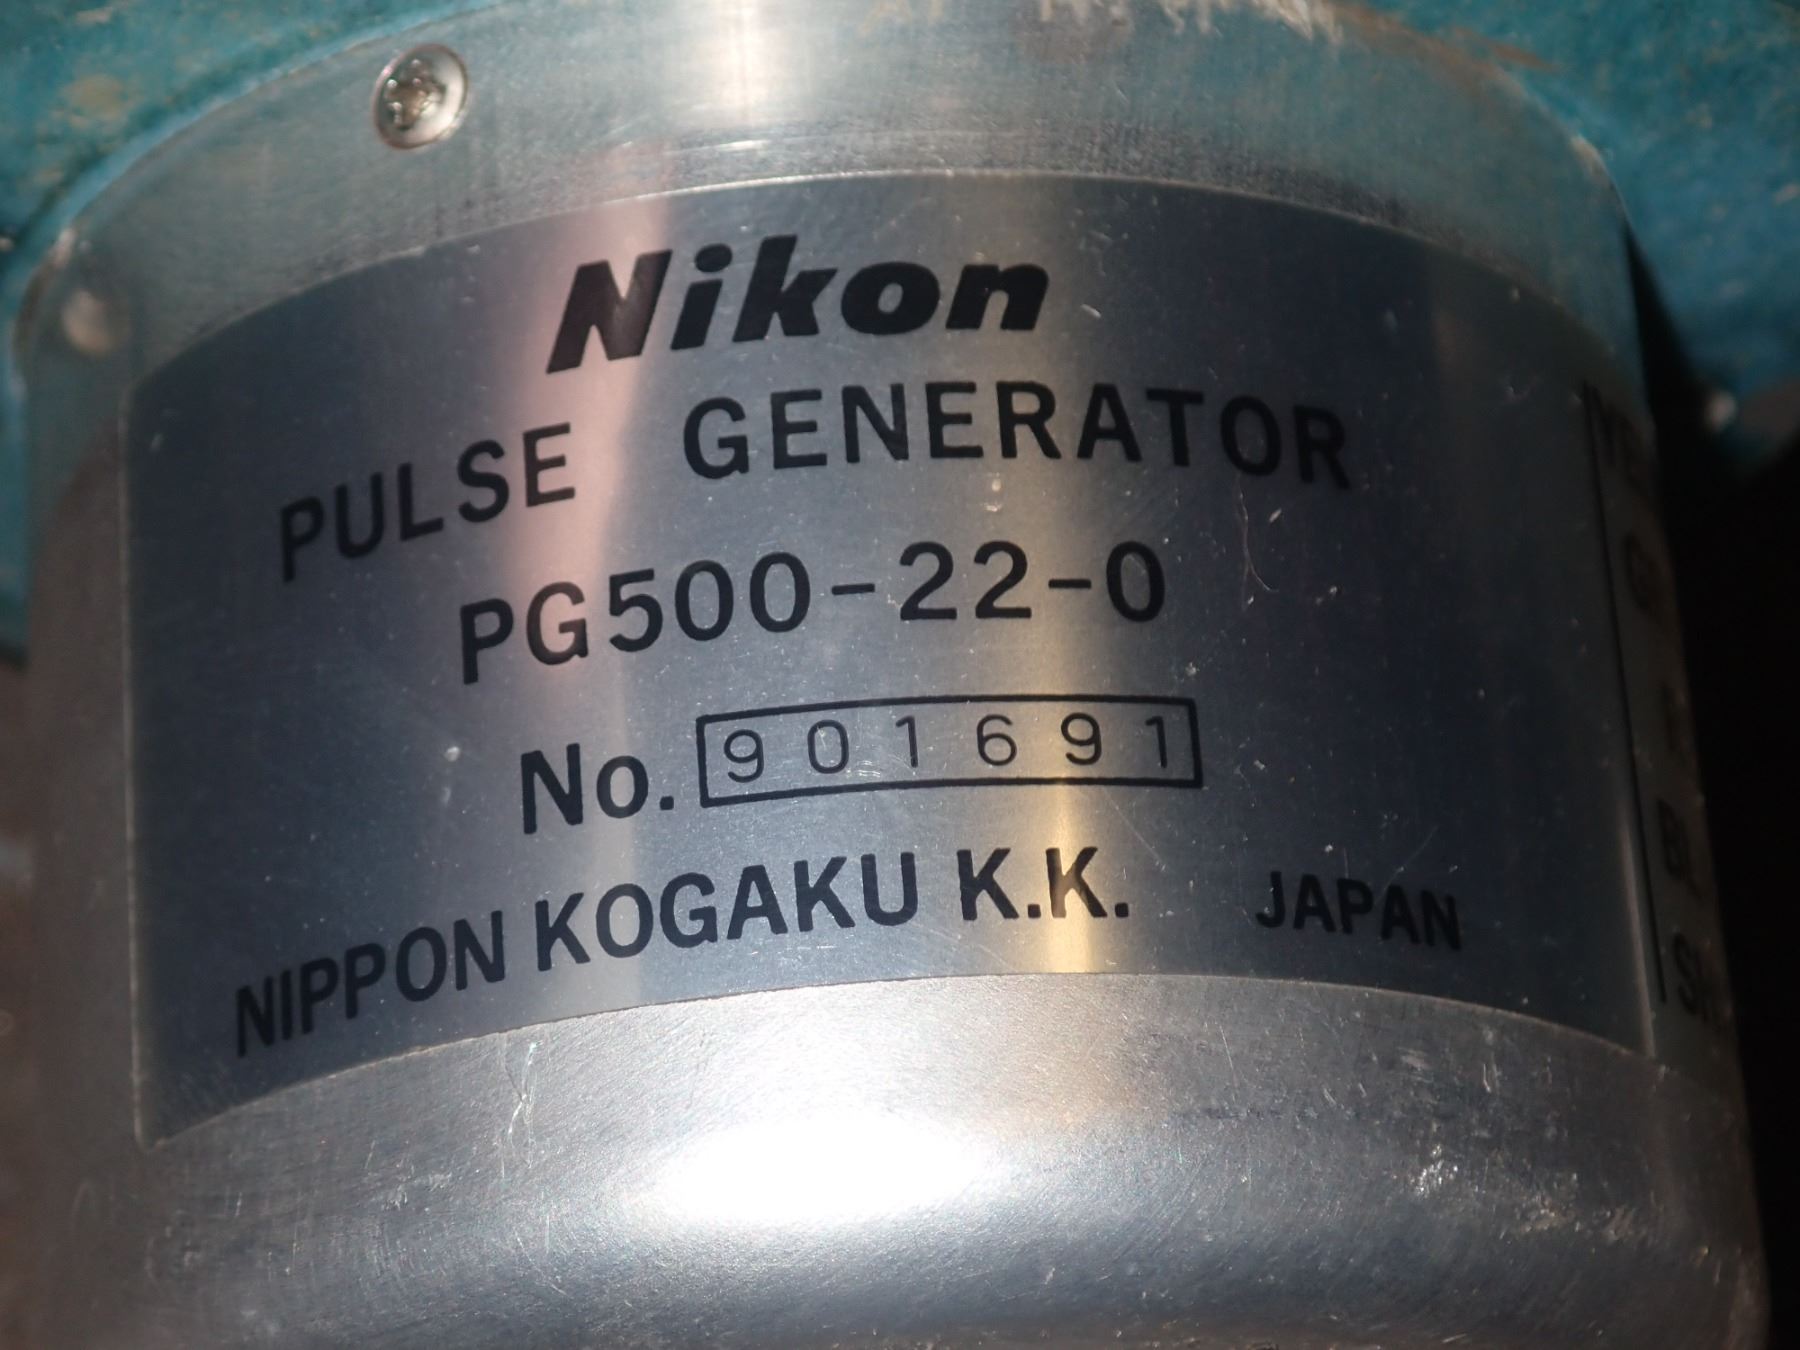 Nikon
PULSE GENERATOR
PG500-22-0
No. 901691
NIPPON KOGAKU K.K. JAPAN